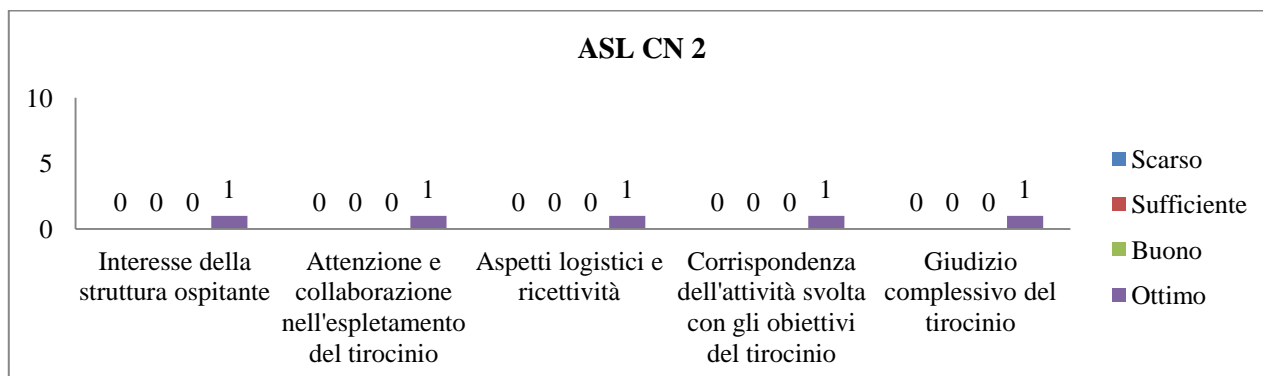 ASL CN 2
10
5
0
0 0 0 1
0 0 0 1
0 0 0 1
0 0 0 1
0 0 0 1
Interesse della
struttura ospitante
Attenzione e
collaborazione
nell'espletamento
del tirocinio
Aspetti logistici e
ricettività
Corrispondenza
dell'attività svolta
con gli obiettivi
del tirocinio
Giudizio
complessivo del
tirocinio
Scarso
Sufficiente
Buono
Ottimo